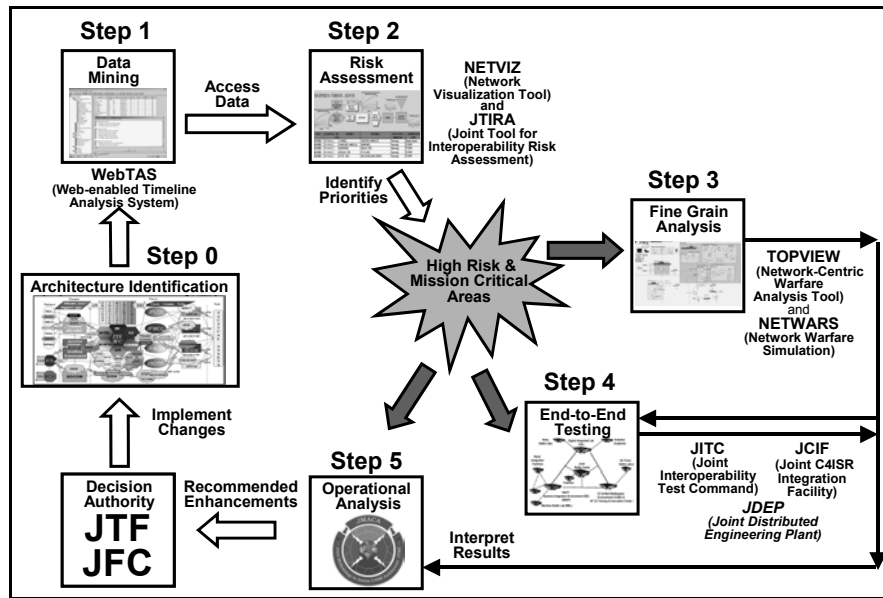 Step 1
Data
Mining
WebTAS
(Web-enabled Timeline
Analysis System)
Access
Data
Step 2
Risk
Assessment
NETVIZ
(Network
Visualization Tool)
and
JTIRA
(Joint Tool for
Interoperability Risk
Assessment)
Identify
Priorities
High Risk &
Mission Critical
Areas
Step 3
Fine Grain
Analysis
TOPVIEW
(Network-Centric
Warfare
Analysis Tool)
and
NETWARS
(Network Warfare
Simulation)
Step 0
Architecture Identification
Step 4
End-to-End
Testing
JITC
(Joint
Interoperability
Test Command)
JCIF
(Joint C4ISR
Integration
Facility)
JDEP
(Joint Distributed
Engineering Plant)
Implement
Changes
Step 5
Operational
Analysis
JMACA
Interpret
Results
Recommended
Enhancements
Decision
Authority
JTF
JFC